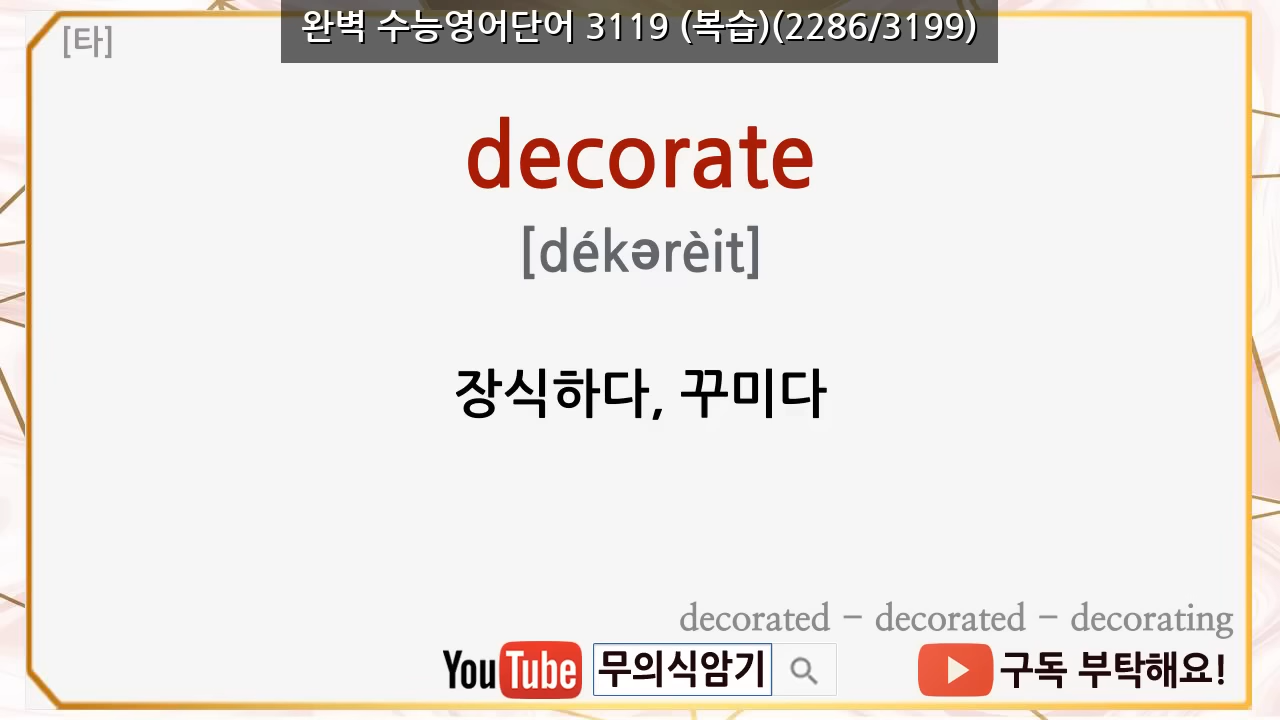 완벽 수능영어단어 3119 (복습)(2286/3199)
[타]
decorate
[dékərèit]
장식하다, 꾸미다
decorated - decorated - decorating
YouTube 무의식암기 구독 부탁해요!